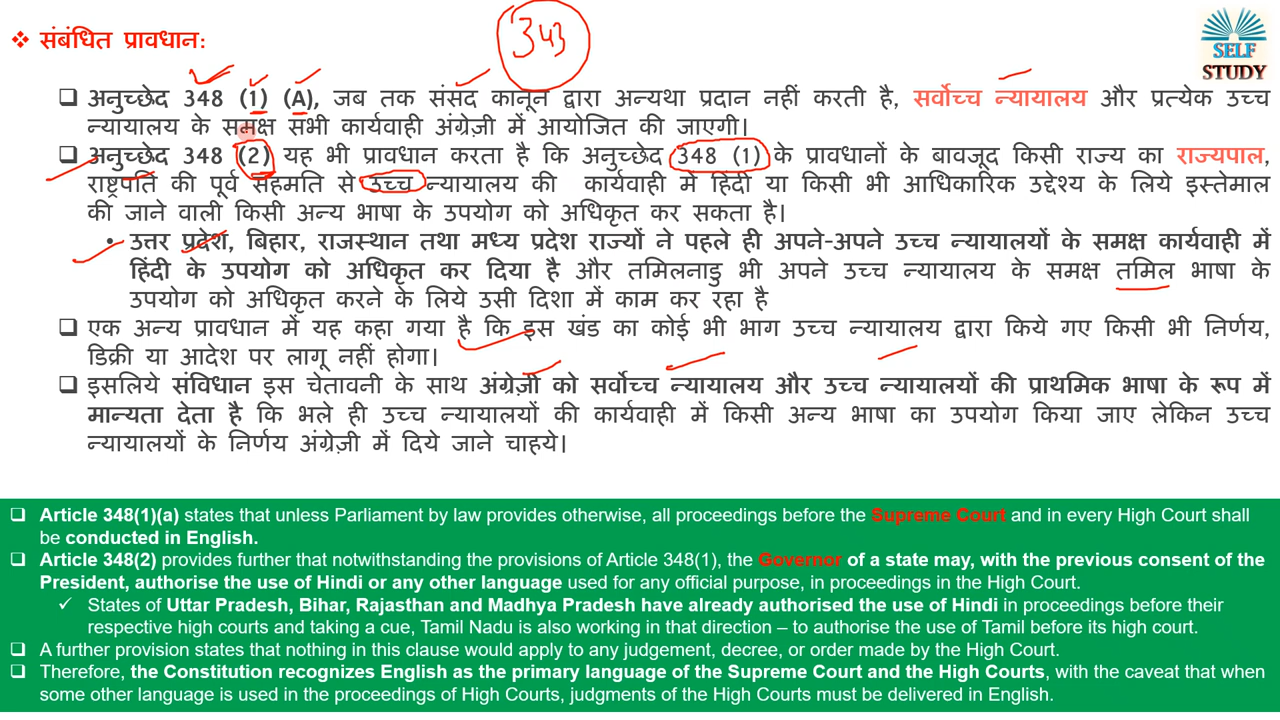 ❖ संबंधित प्रावधान:
343
SELF
STUDY
❑ अनुच्छेद 348 (1) (A), जब तक संसद कानून द्वारा अन्यथा प्रदान नहीं करती है, सर्वोच्च न्यायालय और प्रत्येक उच्च
न्यायालय के समक्ष सभी कार्यवाही अंग्रेज़ी में आयोजित की जाएगी।
❑ अनुच्छेद 348 (2) यह भी प्रावधान करता है कि अनुच्छेद 348 (1) के प्रावधानों के बावजूद किसी राज्य का राज्यपाल,
राष्ट्रपति की पूर्व सहमति से उच्च न्यायालय की कार्यवाही में हिंदी या किसी भी आधिकारिक उद्देश्य के लिये इस्तेमाल
की जाने वाली किसी अन्य भाषा के उपयोग को अधिकृत कर सकता है।
• उत्तर प्रदेश, बिहार, राजस्थान तथा मध्य प्रदेश राज्यों ने पहले ही अपने-अपने उच्च न्यायालयों के समक्ष कार्यवाही में
हिंदी के उपयोग को अधिकृत कर दिया है और तमिलनाडु भी अपने उच्च न्यायालय के समक्ष तमिल भाषा के
उपयोग को अधिकृत करने के लिये उसी दिशा में काम कर रहा है
❑ एक अन्य प्रावधान में यह कहा गया है कि इस खंड का कोई भी भाग उच्च न्यायालय द्वारा किये गए किसी भी निर्णय,
डिक्री या आदेश पर लागू नहीं होगा।
❑ इसलिये संविधान इस चेतावनी के साथ अंग्रेज़ी को सर्वोच्च न्यायालय और उच्च न्यायालयों की प्राथमिक भाषा के रूप में
मान्यता देता है कि भले ही उच्च न्यायालयों की कार्यवाही में किसी अन्य भाषा का उपयोग किया जाए लेकिन उच्च
न्यायालयों के निर्णय अंग्रेज़ी में दिये जाने चाहये।
❑ Article 348(1)(a) states that unless Parliament by law provides otherwise, all proceedings before the Supreme Court and in every High Court shall
be conducted in English.
❑ Article 348(2) provides further that notwithstanding the provisions of Article 348(1), the Governor of a state may, with the previous consent of the
President, authorise the use of Hindi or any other language used for any official purpose, in proceedings in the High Court.
✓ States of Uttar Pradesh, Bihar, Rajasthan and Madhya Pradesh have already authorised the use of Hindi in proceedings before their
respective high courts and taking a cue, Tamil Nadu is also working in that direction – to authorise the use of Tamil before its high court.
❑ A further provision states that nothing in this clause would apply to any judgement, decree, or order made by the High Court.
❑ Therefore, the Constitution recognizes English as the primary language of the Supreme Court and the High Courts, with the caveat that when
some other language is used in the proceedings of High Courts, judgments of the High Courts must be delivered in English.